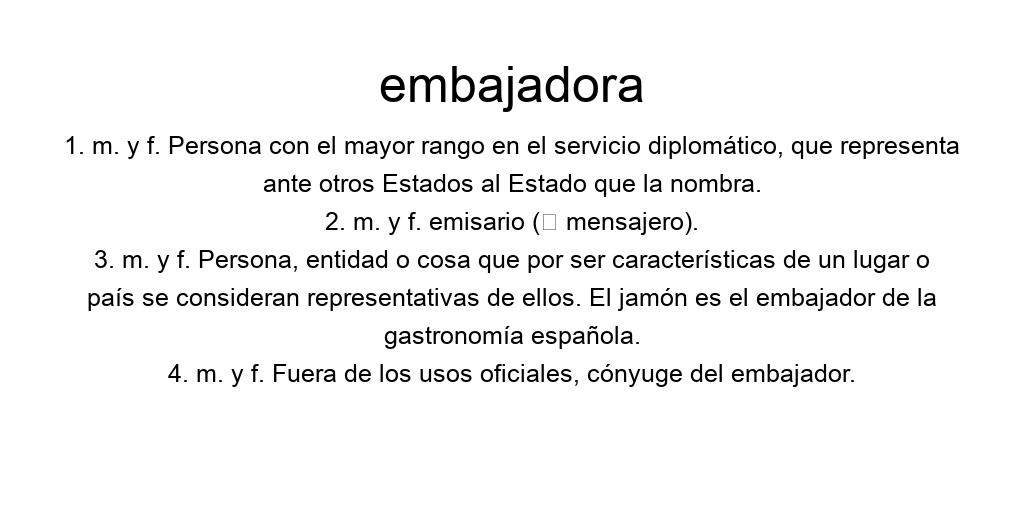 embajadora
1. m. y f. Persona con el mayor rango en el servicio diplomático, que representa
ante otros Estados al Estado que la nombra.
2. m. y f. emisario (▯ mensajero).
3. m. y f. Persona, entidad o cosa que por ser características de un lugar o
país se consideran representativas de ellos. El jamón es el embajador de la
gastronomía española.
4. m. y f. Fuera de los usos oficiales, cónyuge del embajador.